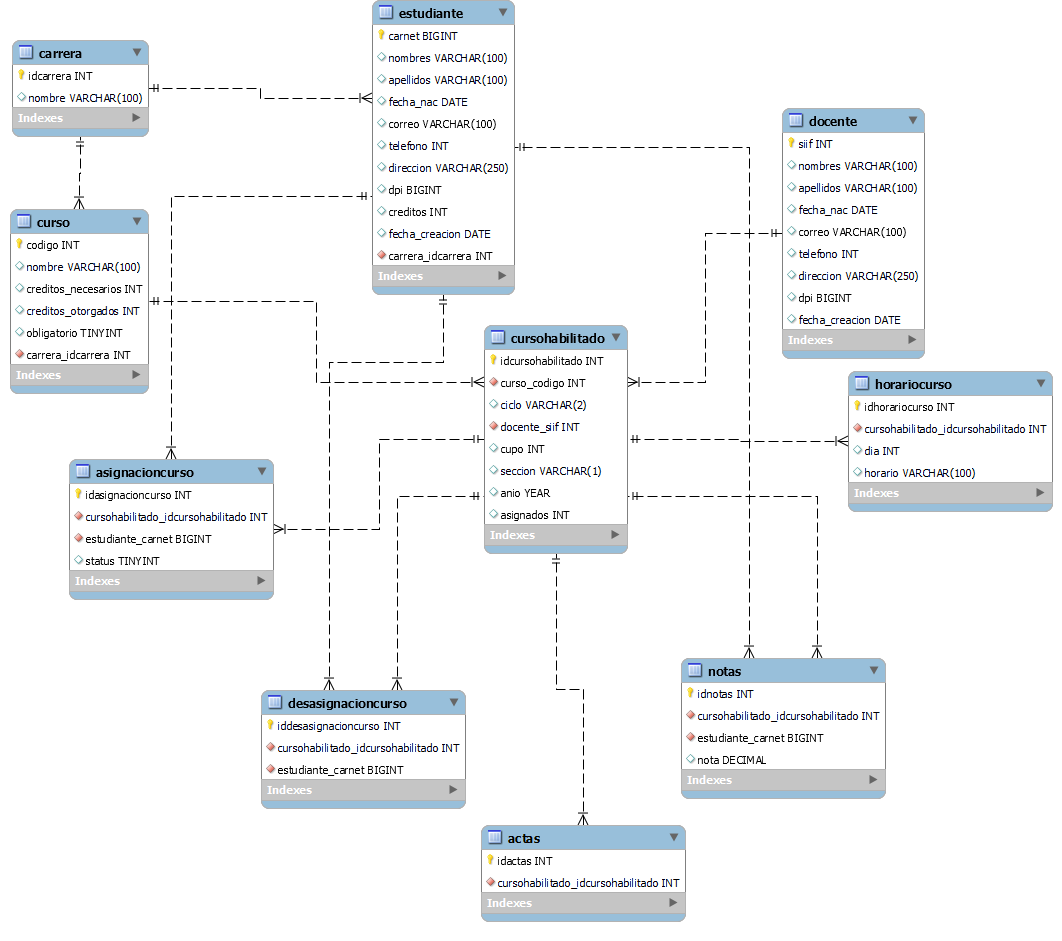 estudiante
carnet BIGINT
nombres VARCHAR(100)
apellidos VARCHAR(100)
fecha_nac DATE
correo VARCHAR(100)
telefono INT
direccion VARCHAR(250)
dpi BIGINT
creditos INT
fecha_creacion DATE
carrera_idcarrera INT
Indexes
carrera
idcarrera INT
nombre VARCHAR(100)
Indexes
docente
siif INT
nombres VARCHAR(100)
apellidos VARCHAR(100)
fecha_nac DATE
correo VARCHAR(100)
telefono INT
direccion VARCHAR(250)
dpi BIGINT
fecha_creacion DATE
Indexes
curso
codigo INT
nombre VARCHAR(100)
creditos_necesarios INT
creditos_otorgados INT
obligatorio TINYINT
carrera_idcarrera INT
Indexes
cursohabilitado
idcursohabilitado INT
curso_codigo INT
ciclo VARCHAR(2)
docente_siif INT
cupo INT
seccion VARCHAR(1)
anio YEAR
asignados INT
Indexes
horariocurso
idhorariocurso INT
cursohabilitado_idcursohabilitado INT
dia INT
horario VARCHAR(100)
Indexes
asignacioncurso
idasignacioncurso INT
cursohabilitado_idcursohabilitado INT
estudiante_carnet BIGINT
status TINYINT
Indexes
notas
idnotas INT
cursohabilitado_idcursohabilitado INT
estudiante_carnet BIGINT
nota DECIMAL
Indexes
desasignacioncurso
iddesasignacioncurso INT
cursohabilitado_idcursohabilitado INT
estudiante_carnet BIGINT
Indexes
actas
idactas INT
cursohabilitado_idcursohabilitado INT
Indexes